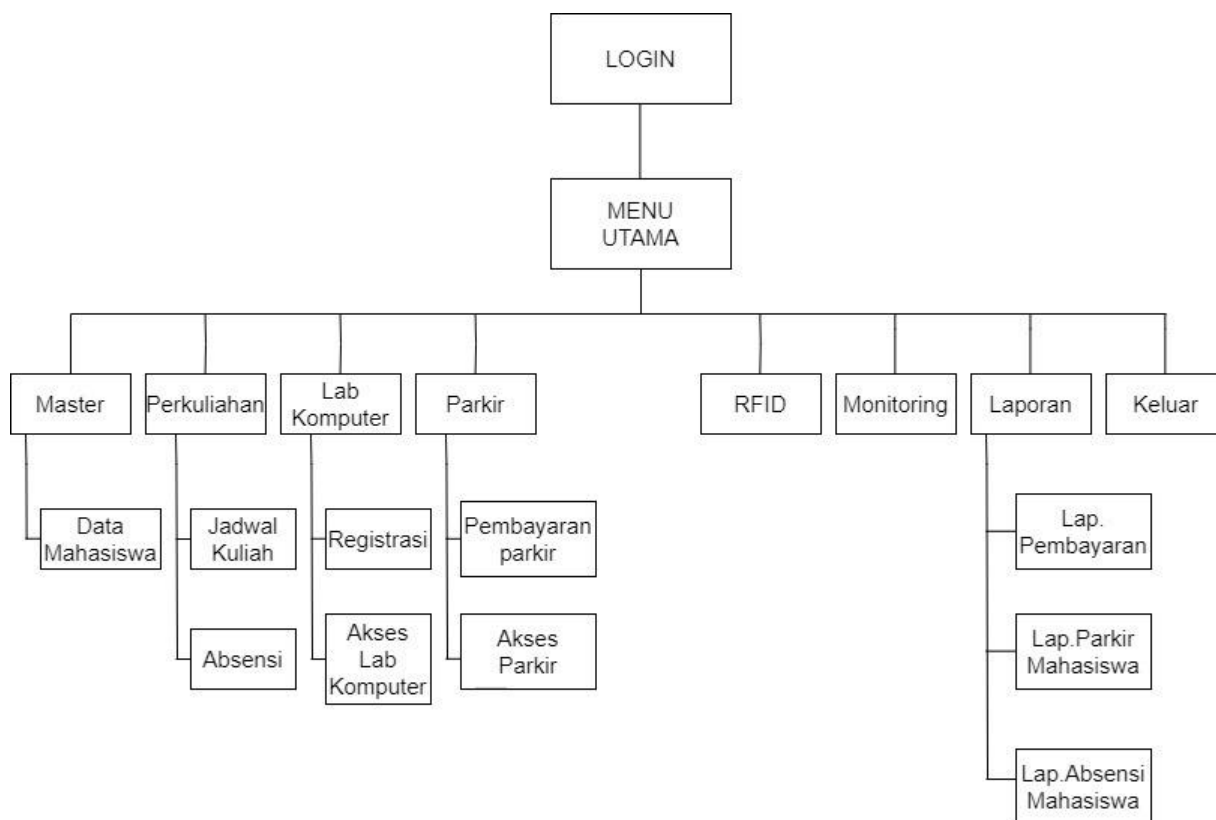 LOGIN
MENU
UTAMA
Master
Perkuliahan
Lab
Komputer
Parkir
RFID
Monitoring
Laporan
Keluar
Data
Mahasiswa
Jadwal
Kuliah
Registrasi
Pembayaran
parkir
Lap.
Pembayaran
Absensi
Akses
Lab
Komputer
Akses
Parkir
Lap.Parkir
Mahasiswa
Lap.Absensi
Mahasiswa